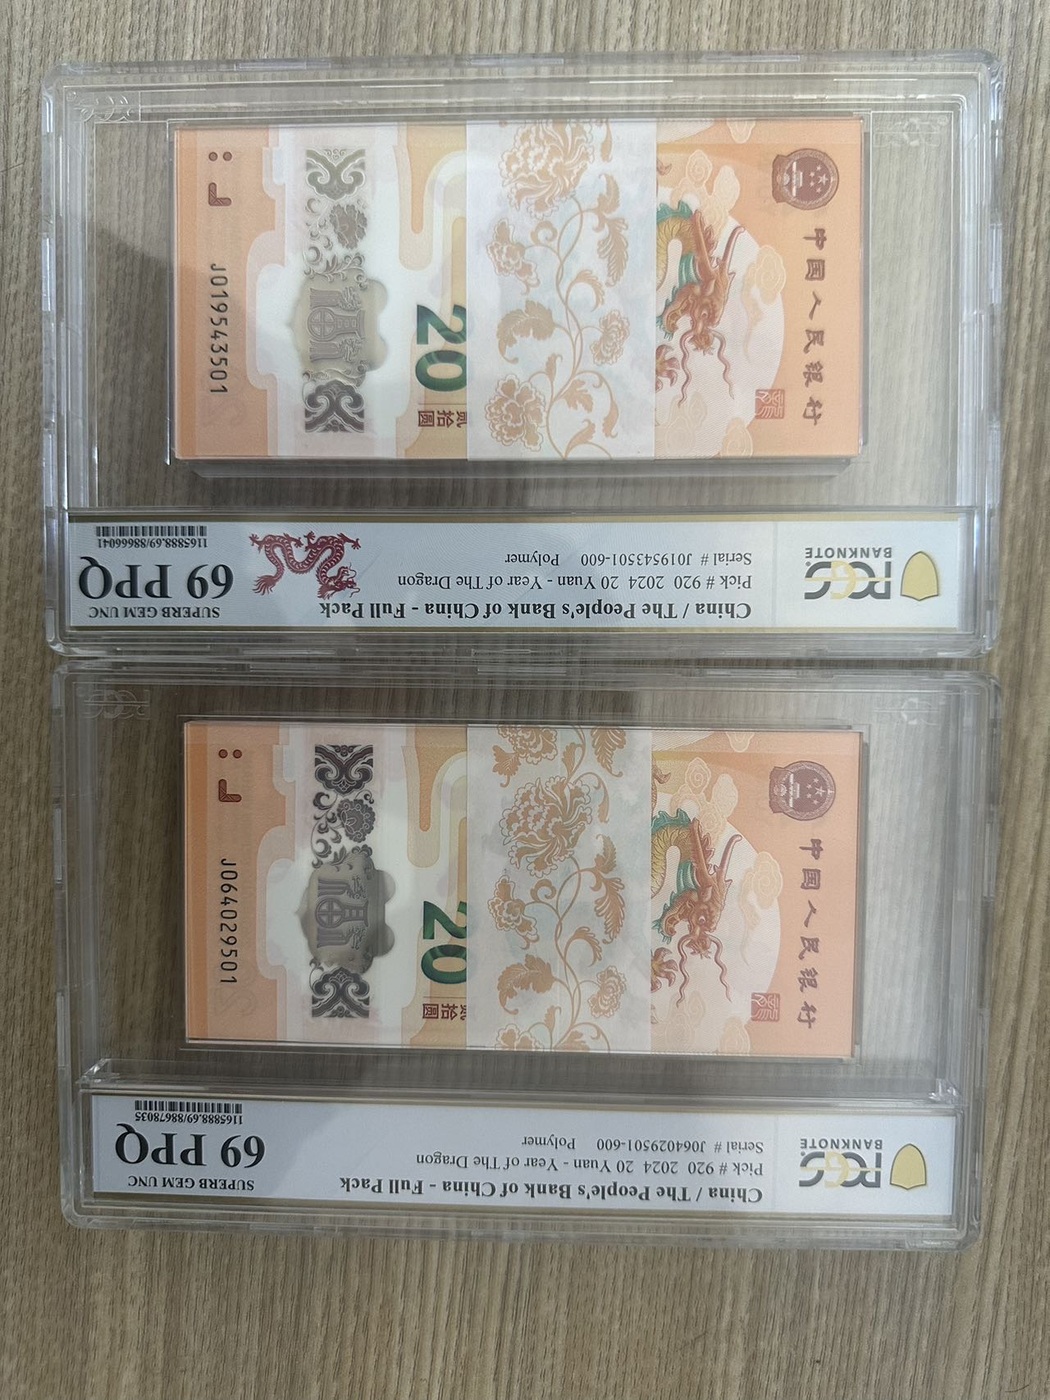 J019543501
20
贰拾圆
中国人民银行
PCGS
BANKNOTE
China / The People's Bank of China - Full Pack
Pick # 920 2024 20 Yuan - Year of The Dragon
Serial # J019543501-600 Polymer
SUPERB GEM UNC
69 PPQ
1165888.69/88666041
J064029501
20
贰拾圆
中国人民银行
PCGS
BANKNOTE
China / The People's Bank of China - Full Pack
Pick # 920 2024 20 Yuan - Year of The Dragon
Serial # J064029501-600 Polymer
SUPERB GEM UNC
69 PPQ
1165888.69/88678035